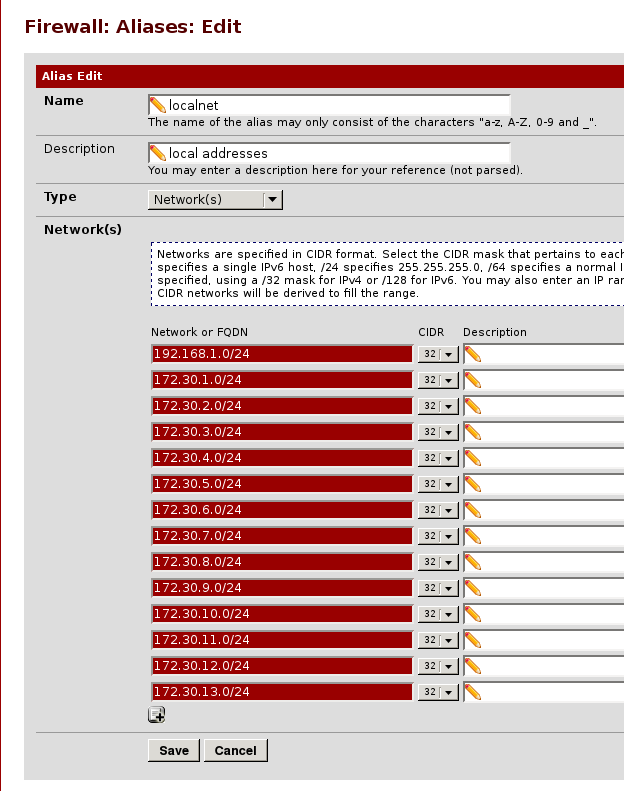 Firewall: Aliases: Edit
Alias Edit
Name
localnet
The name of the alias may only consist of the characters "a-z, A-Z, 0-9 and _".
Description
local addresses
You may enter a description here for your reference (not parsed).
Type
Network(s)
Network(s)
Networks are specified in CIDR format. Select the CIDR mask that pertains to each
specifies a single IPv6 host, /24 specifies 255.255.255.0, /64 specifies a normal I
specified, using a /32 mask for IPv4 or /128 for IPv6. You may also enter an IP ran
CIDR networks will be derived to fill the range.
Network or FQDN CIDR Description
192.168.1.0/24 32
172.30.1.0/24 32
172.30.2.0/24 32
172.30.3.0/24 32
172.30.4.0/24 32
172.30.5.0/24 32
172.30.6.0/24 32
172.30.7.0/24 32
172.30.8.0/24 32
172.30.9.0/24 32
172.30.10.0/24 32
172.30.11.0/24 32
172.30.12.0/24 32
172.30.13.0/24 32
Save Cancel